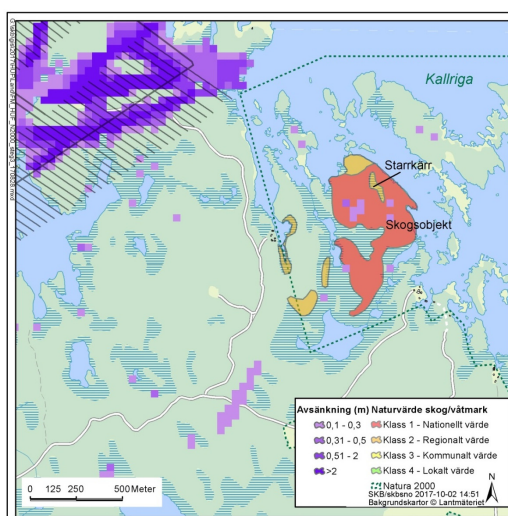 Kallriga
Starrkärr
Skogsobjekt
Avsänkning (m) Naturvärde skog/våtmark
0,1 - 0,3 Klass 1 - Nationellt värde
0,31 - 0,5 Klass 2 - Regionalt värde
0,51 - 2 Klass 3 - Kommunalt värde
>2 Klass 4 - Lokalt värde
Natura 2000
SKB/skbsno 2017-10-02 14:51
Bakgrundskartor © Lantmäteriet
N
0 125 250 500 Meter